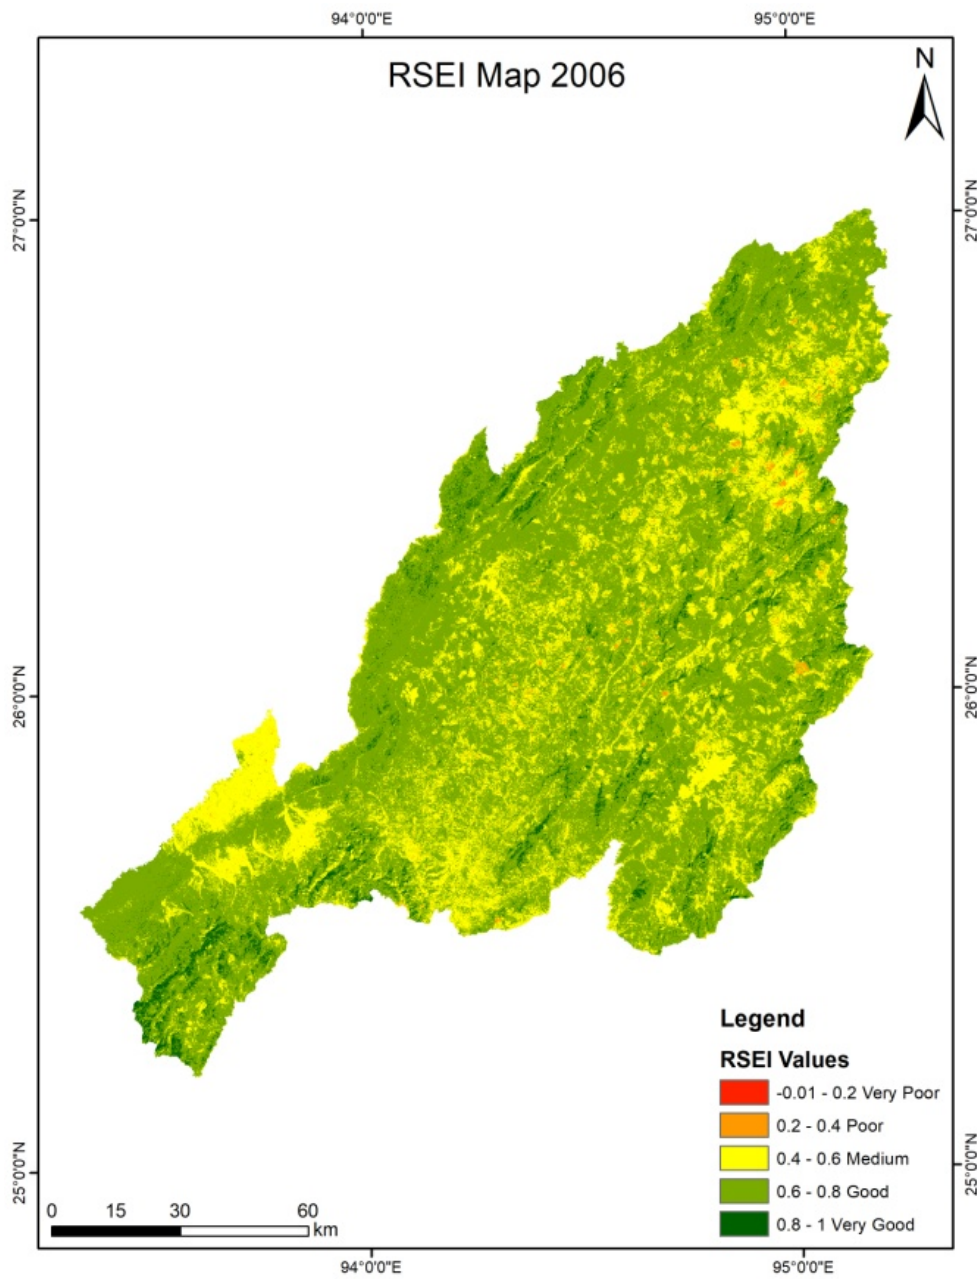 94°0'0"E
95°0'0"E
RSEI Map 2006
N
27°0'0"N
27°0'0"N
26°0'0"N
26°0'0"N
25°0'0"N
25°0'0"N
Legend
RSEI Values
-0.01 - 0.2 Very Poor
0.2 - 0.4 Poor
0.4 - 0.6 Medium
0.6 - 0.8 Good
0.8 - 1 Very Good
0 15 30 60
km
94°0'0"E
95°0'0"E